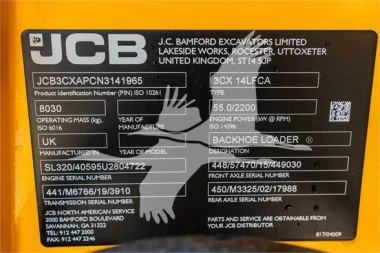 JCB
J.C. BAMFORD EXCAVATORS LIMITED
LAKESIDE WORKS, ROCESTER, UTTOXETER
UNITED KINGDOM, ST14 5JP
JCB3CXAPCN3141965
3CX 14LFCA
Product Identification Number (PIN) ISO 10261
TYPE
8030
55.0/2200
OPERATING MASS (kg).
ISO 6016
YEAR OF
MANUFACTURE
ENGINE POWER (kW @ RPM)
ISO 14396
UK
BACKHOE LOADER
MANUFACTURED IN
YEAR OF
SL320/40595U2804722
448/57470/15/449030
ENGINE SERIAL NUMBER
FRONT AXLE SERIAL NUMBER
441/M6766/19/3910
450/M3325/02/17988
TRANSMISSION SERIAL NUMBER
REAR AXLE SERIAL NUMBER
JCB NORTH AMERICA SERVICE
2000 BAMFORD BOULEVARD
SAVANNAH, GA 31322
TEL: 912 447 2000
FAX: 912 447 2246
PARTS AND SERVICE ARE OBTAINABLE FROM
YOUR JCB DISTRIBUTOR
817/04009